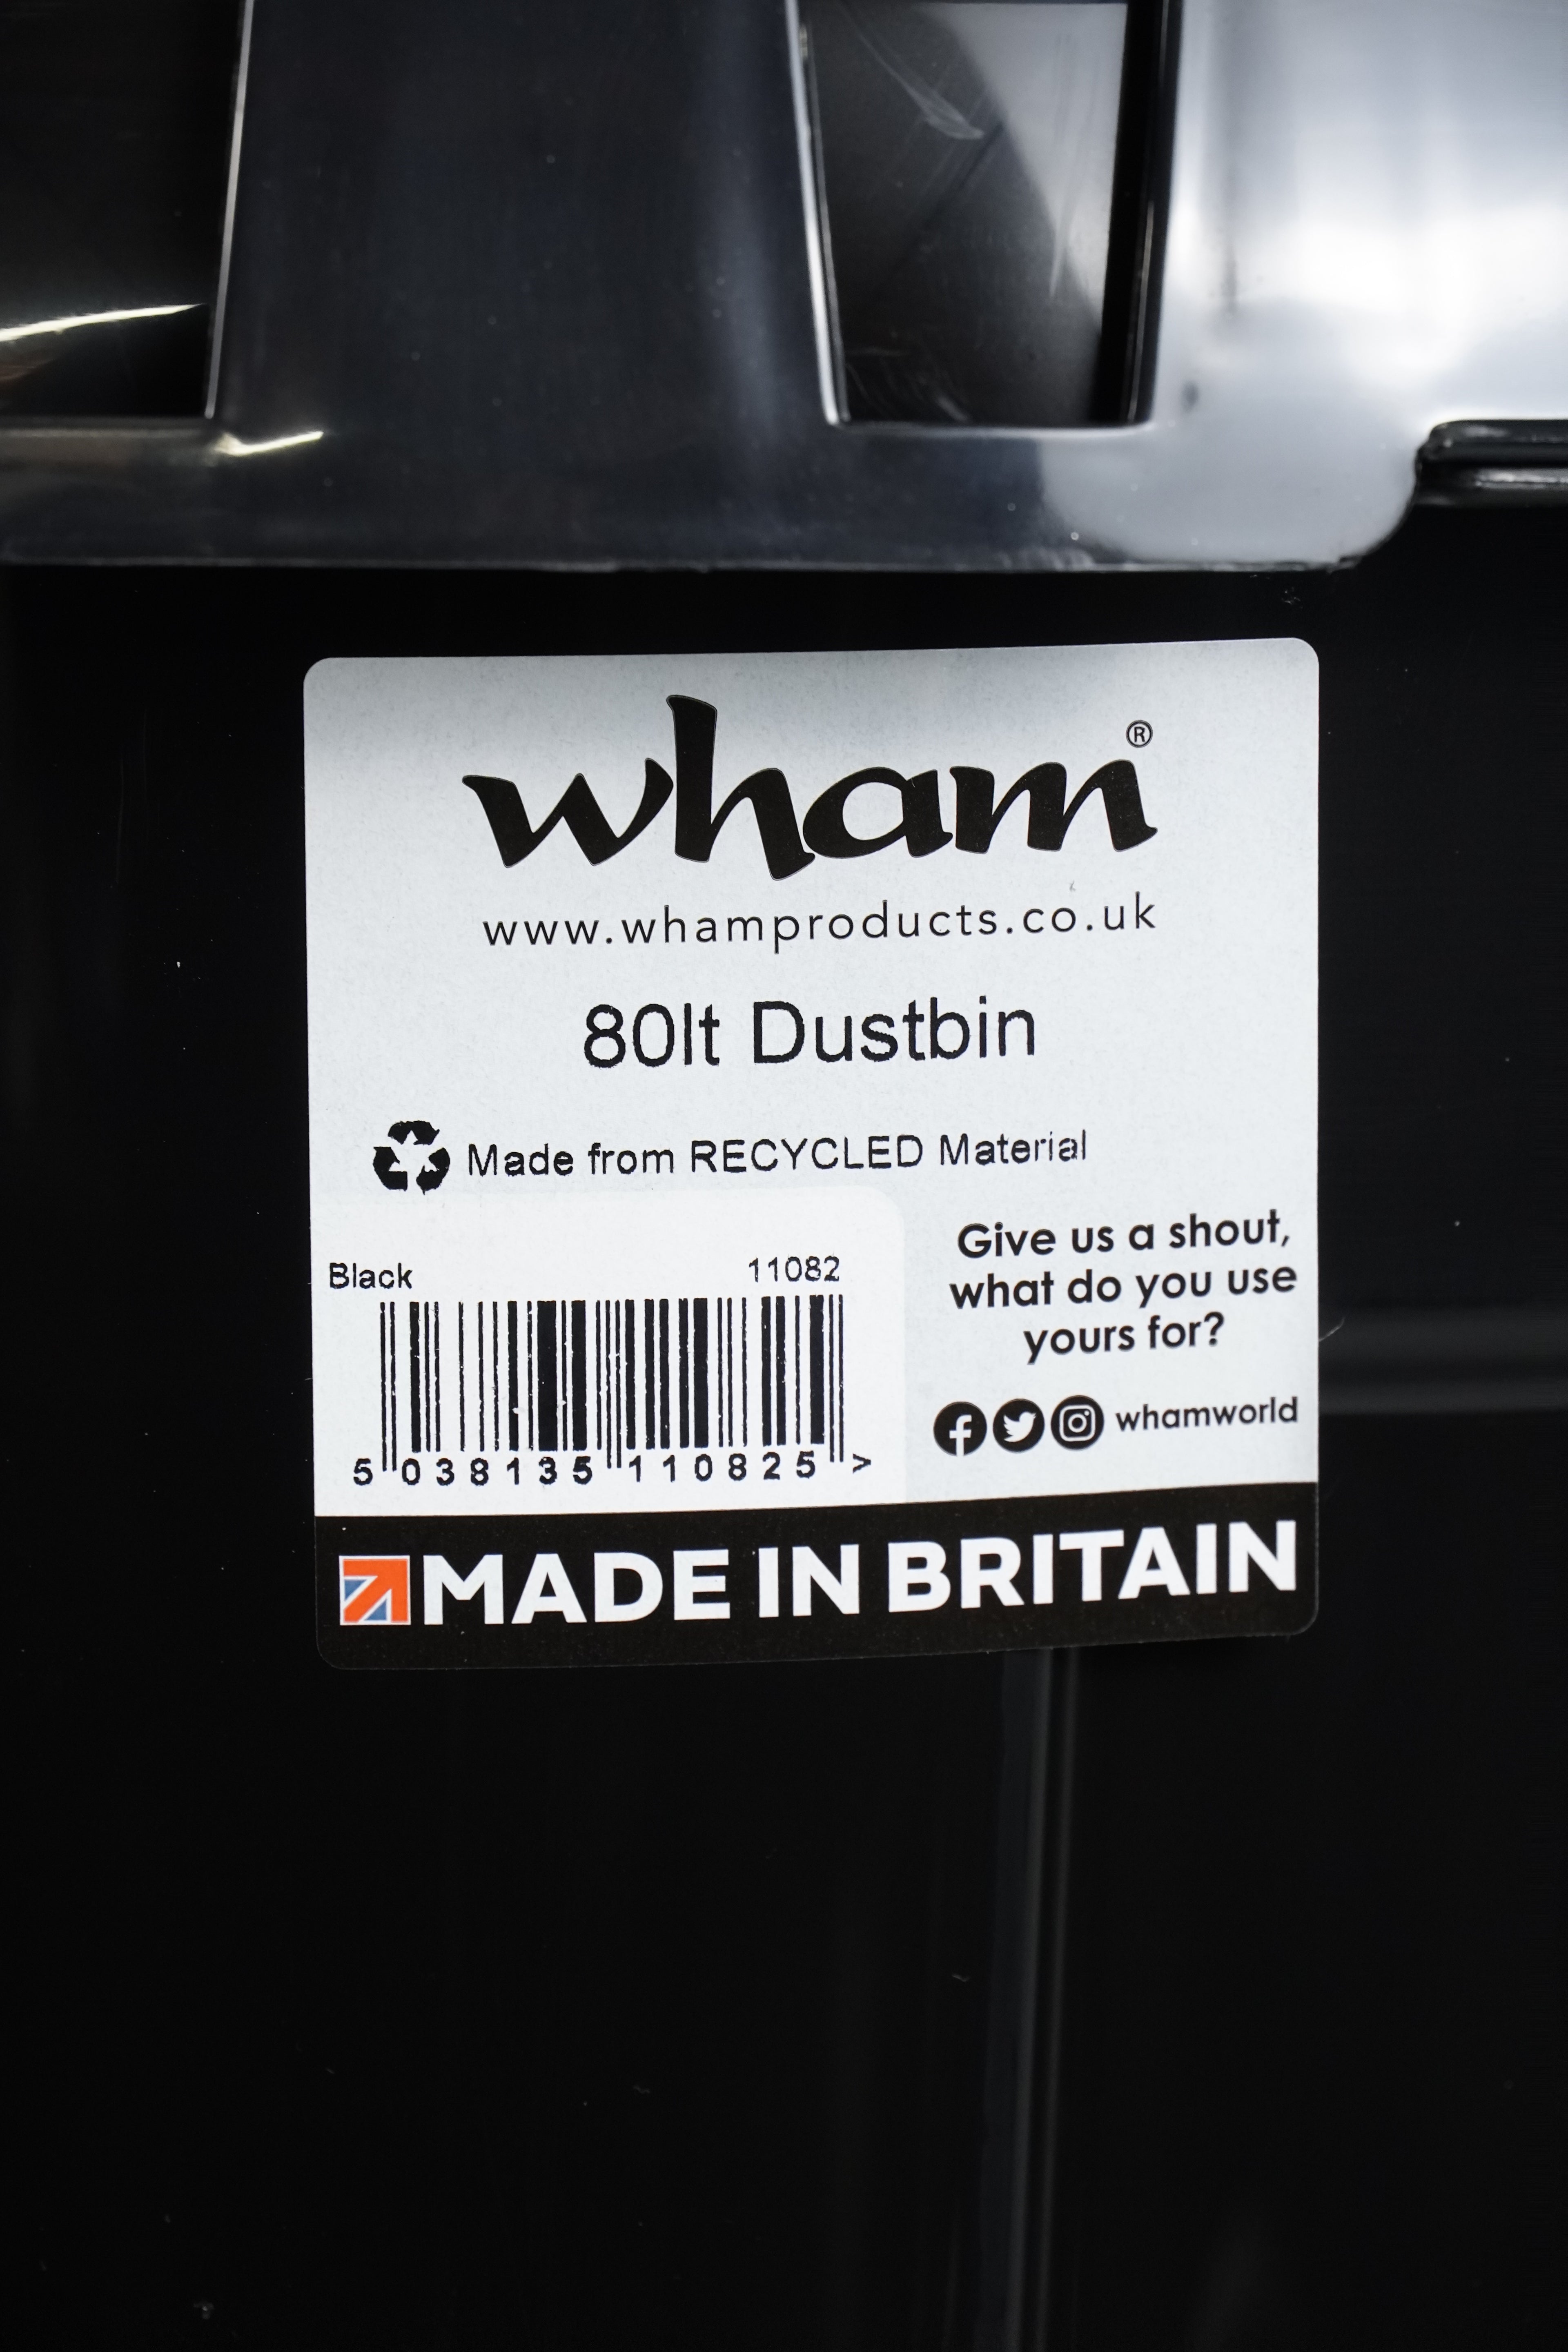 wham®
www.whamproducts.co.uk
80lt Dustbin
Made from RECYCLED Material
Black 11082
5 038135 110825 >
Give us a shout,
what do you use
yours for?
whamworld
MADE IN BRITAIN